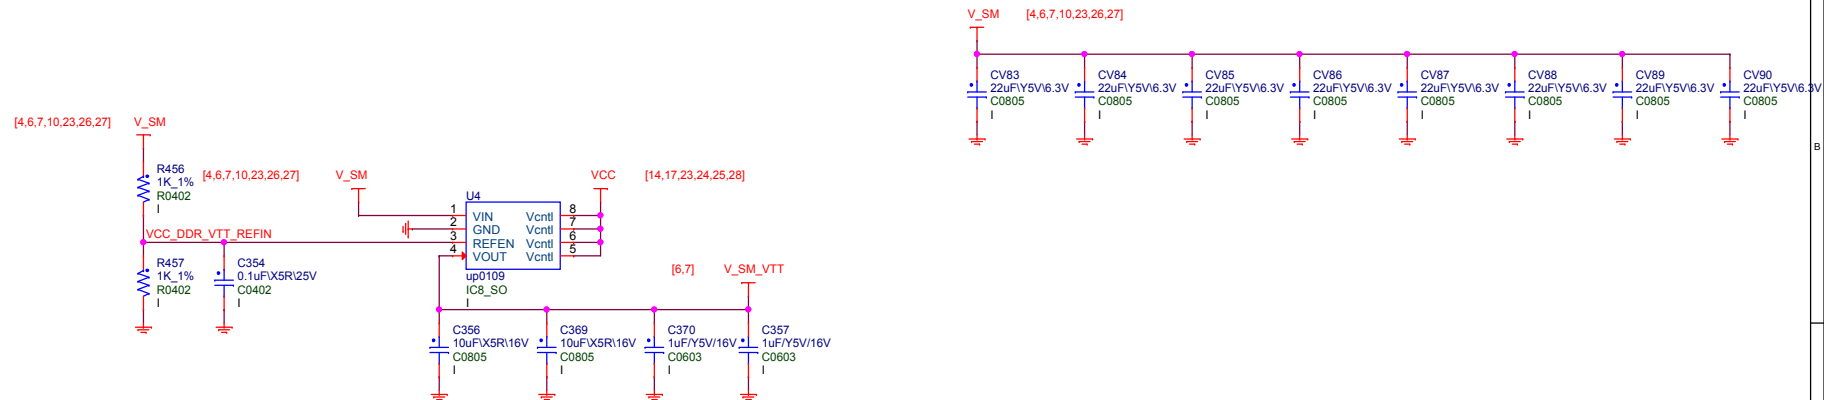 V_SM [4,6,7,10,23,26,27]
CV83
22uF\Y5V\6.3V
C0805
I
CV84
22uF\Y5V\6.3V
C0805
I
CV85
22uF\Y5V\6.3V
C0805
I
CV86
22uF\Y5V\6.3V
C0805
I
CV87
22uF\Y5V\6.3V
C0805
I
CV88
22uF\Y5V\6.3V
C0805
I
CV89
22uF\Y5V\6.3V
C0805
I
CV90
22uF\Y5V\6.3V
C0805
I
B
[4,6,7,10,23,26,27] V_SM
R456
1K_1%
R0402
I
[4,6,7,10,23,26,27] V_SM
VCC [14,17,23,24,25,28]
U4
1 VIN Vcntl 8
2 GND Vcntl 7
3 REFEN Vcntl 6
4 VOUT Vcntl 5
up0109
IC8_SO
I
VCC_DDR_VTT_REFIN
R457
1K_1%
R0402
I
C354
0.1uF\X5R\25V
C0402
I
[6,7] V_SM_VTT
C356
10uF\X5R\16V
C0805
I
C369
10uF\X5R\16V
C0805
I
C370
1uF/Y5V/16V
C0603
I
C357
1uF/Y5V/16V
C0603
I